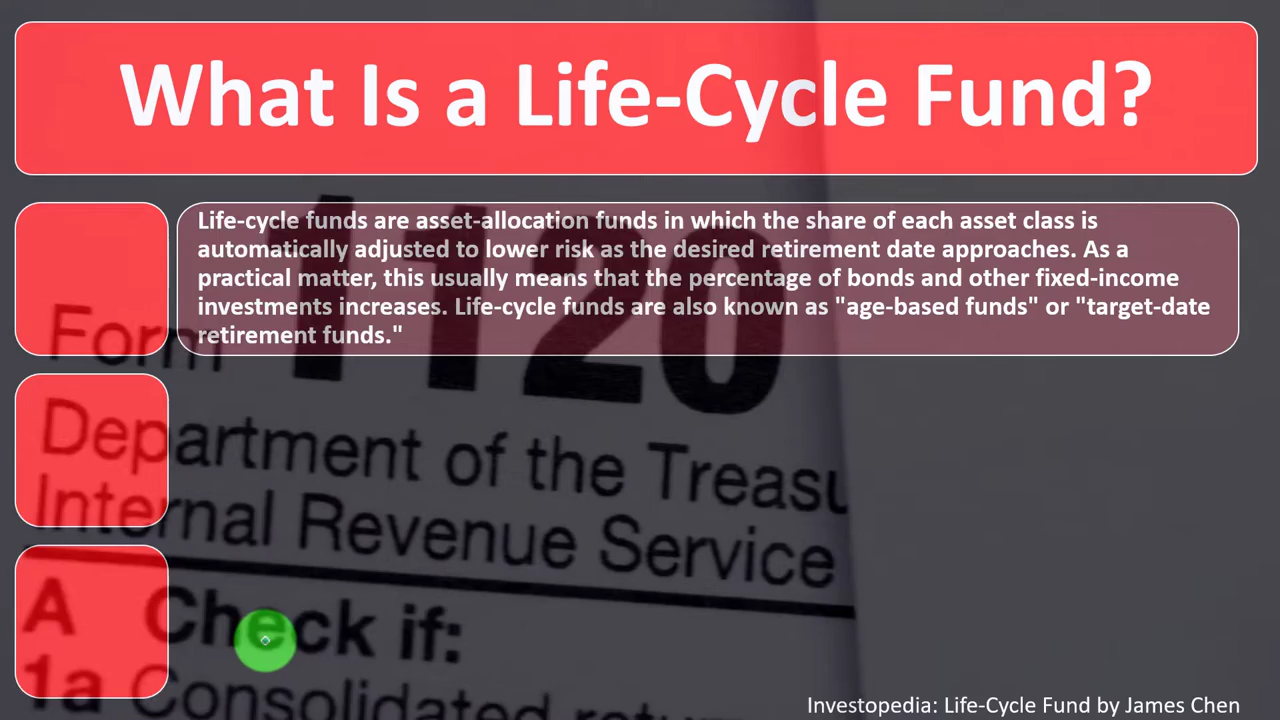 What Is a Life-Cycle Fund?
Life-cycle funds are asset-allocation funds in which the share of each asset class is
automatically adjusted to lower risk as the desired retirement date approaches. As a
practical matter, this usually means that the percentage of bonds and other fixed-income
investments increases. Life-cycle funds are also known as "age-based funds" or "target-date
retirement funds."
Form 1120
Department of the Treasu
Internal Revenue Service
A Check if:
1a Consolidated retur
Investopedia: Life-Cycle Fund by James Chen